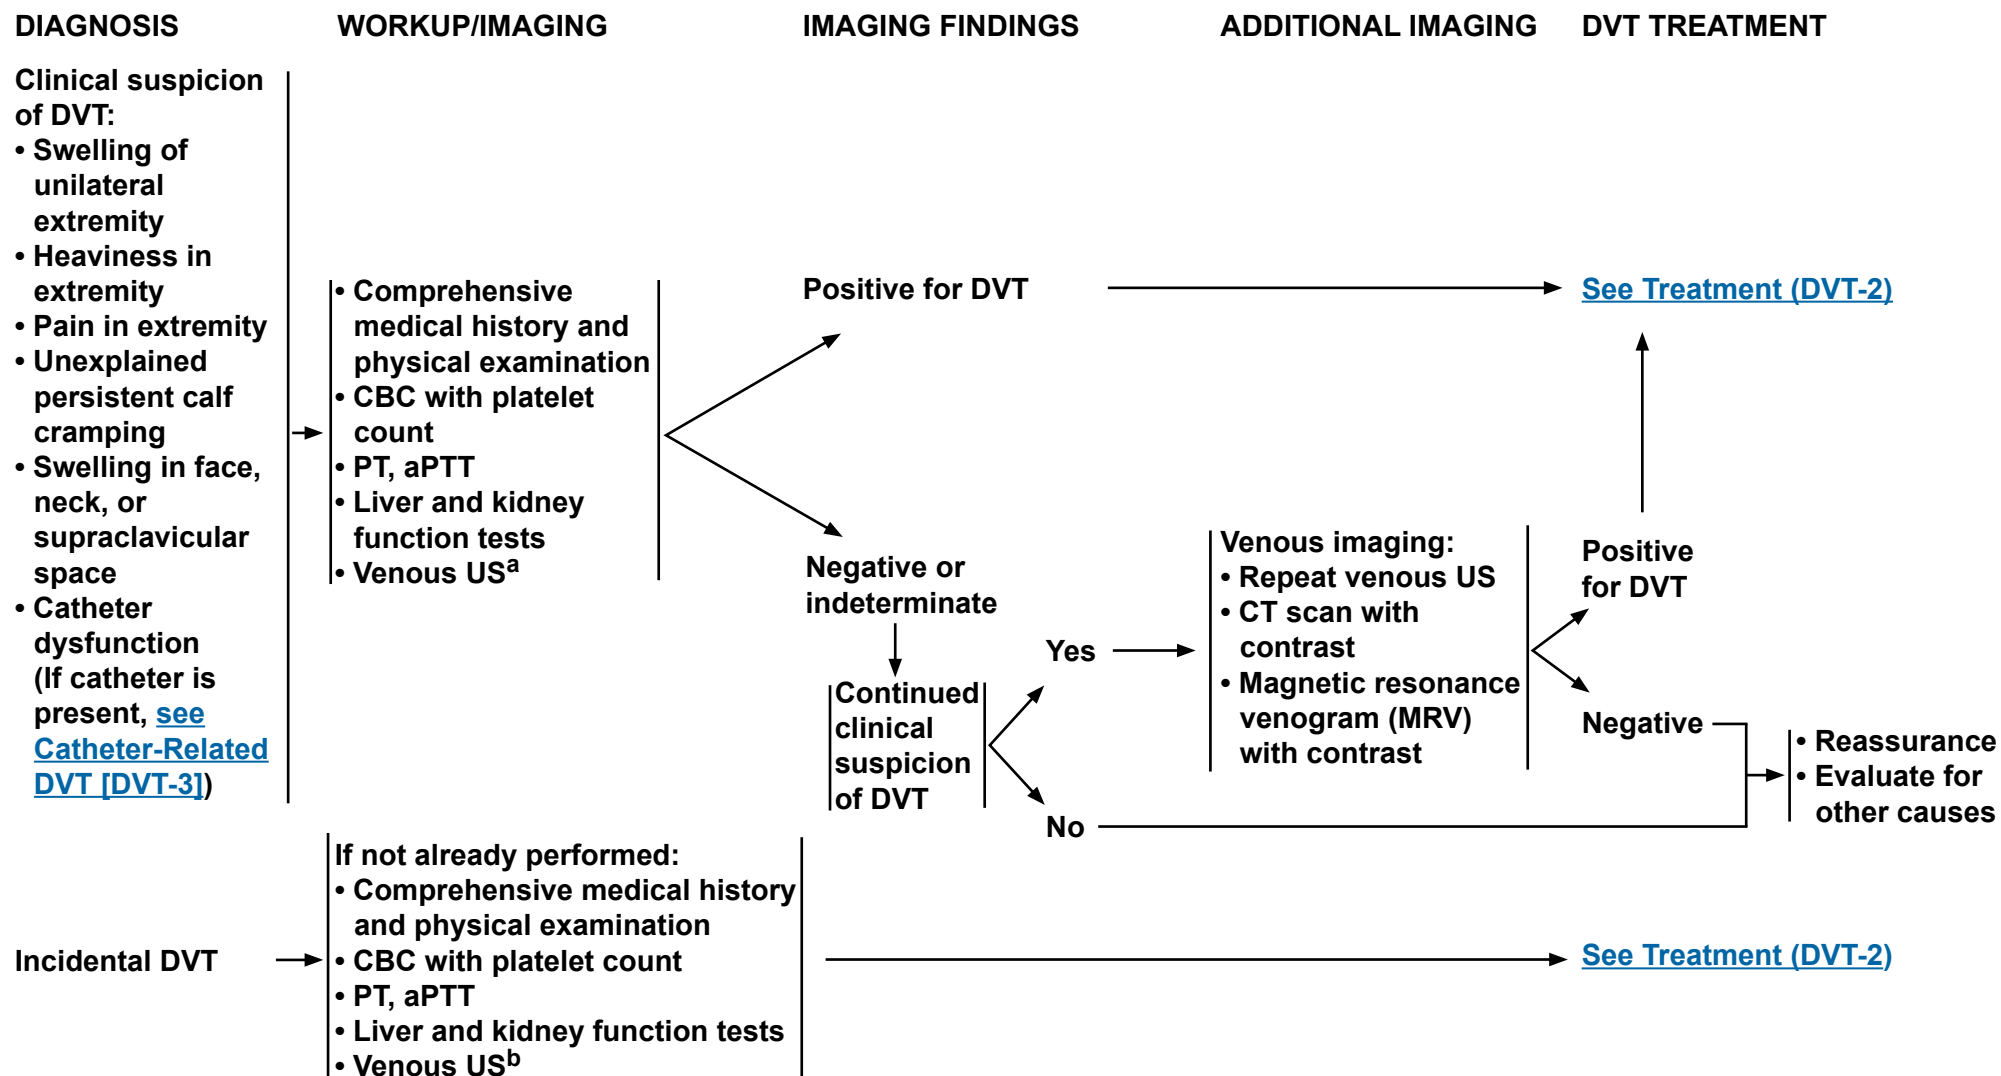 DIAGNOSIS
WORKUP/IMAGING
IMAGING FINDINGS
ADDITIONAL IMAGING
DVT TREATMENT
Clinical suspicion
of DVT:
• Swelling of
unilateral
extremity
• Heaviness in
extremity
• Pain in extremity
• Unexplained
persistent calf
cramping
• Swelling in face,
neck, or
supraclavicular
space
• Catheter
dysfunction
(If catheter is
present, see
Catheter-Related
DVT [DVT-3])
• Comprehensive
medical history and
physical examination
• CBC with platelet
count
• PT, aPTT
• Liver and kidney
function tests
• Venous USa
Positive for DVT
See Treatment (DVT-2)
Negative or
indeterminate
Continued
clinical
suspicion
of DVT
Yes
No
Venous imaging:
• Repeat venous US
• CT scan with
contrast
• Magnetic resonance
venogram (MRV)
with contrast
Positive
for DVT
Negative
• Reassurance
• Evaluate for
other causes
Incidental DVT
If not already performed:
• Comprehensive medical history
and physical examination
• CBC with platelet count
• PT, aPTT
• Liver and kidney function tests
• Venous USb
See Treatment (DVT-2)